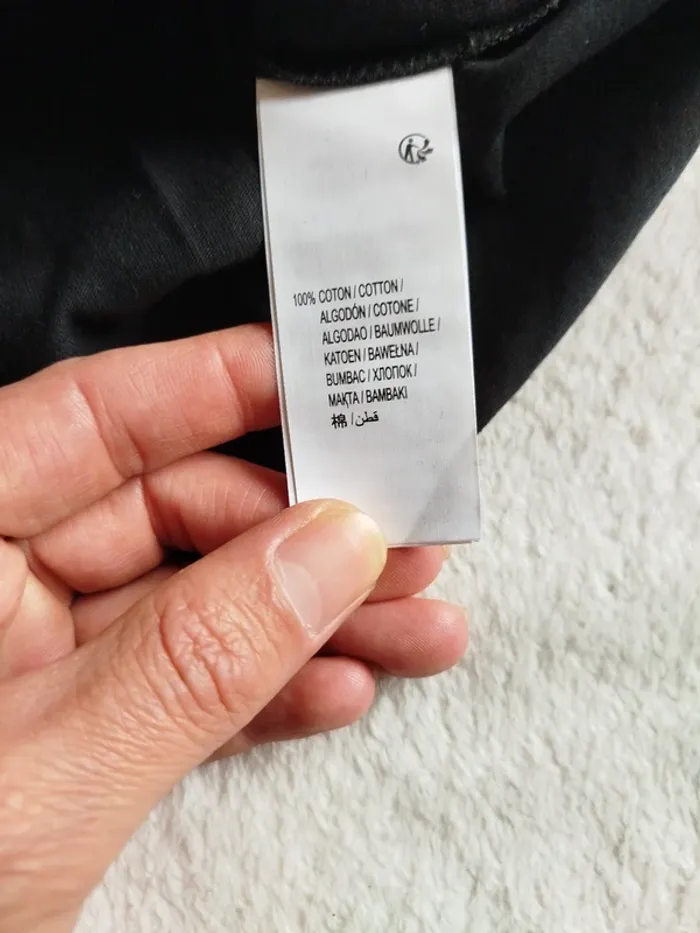 100% COTON / COTTON /
ALGODÓN / COTONE /
ALGODAO / BAUMWOLLE /
KATOEN / BAWEŁNA /
BUMBAC / ХЛОПОК /
МАҚТА / BAMBAKI
棉 / قطن